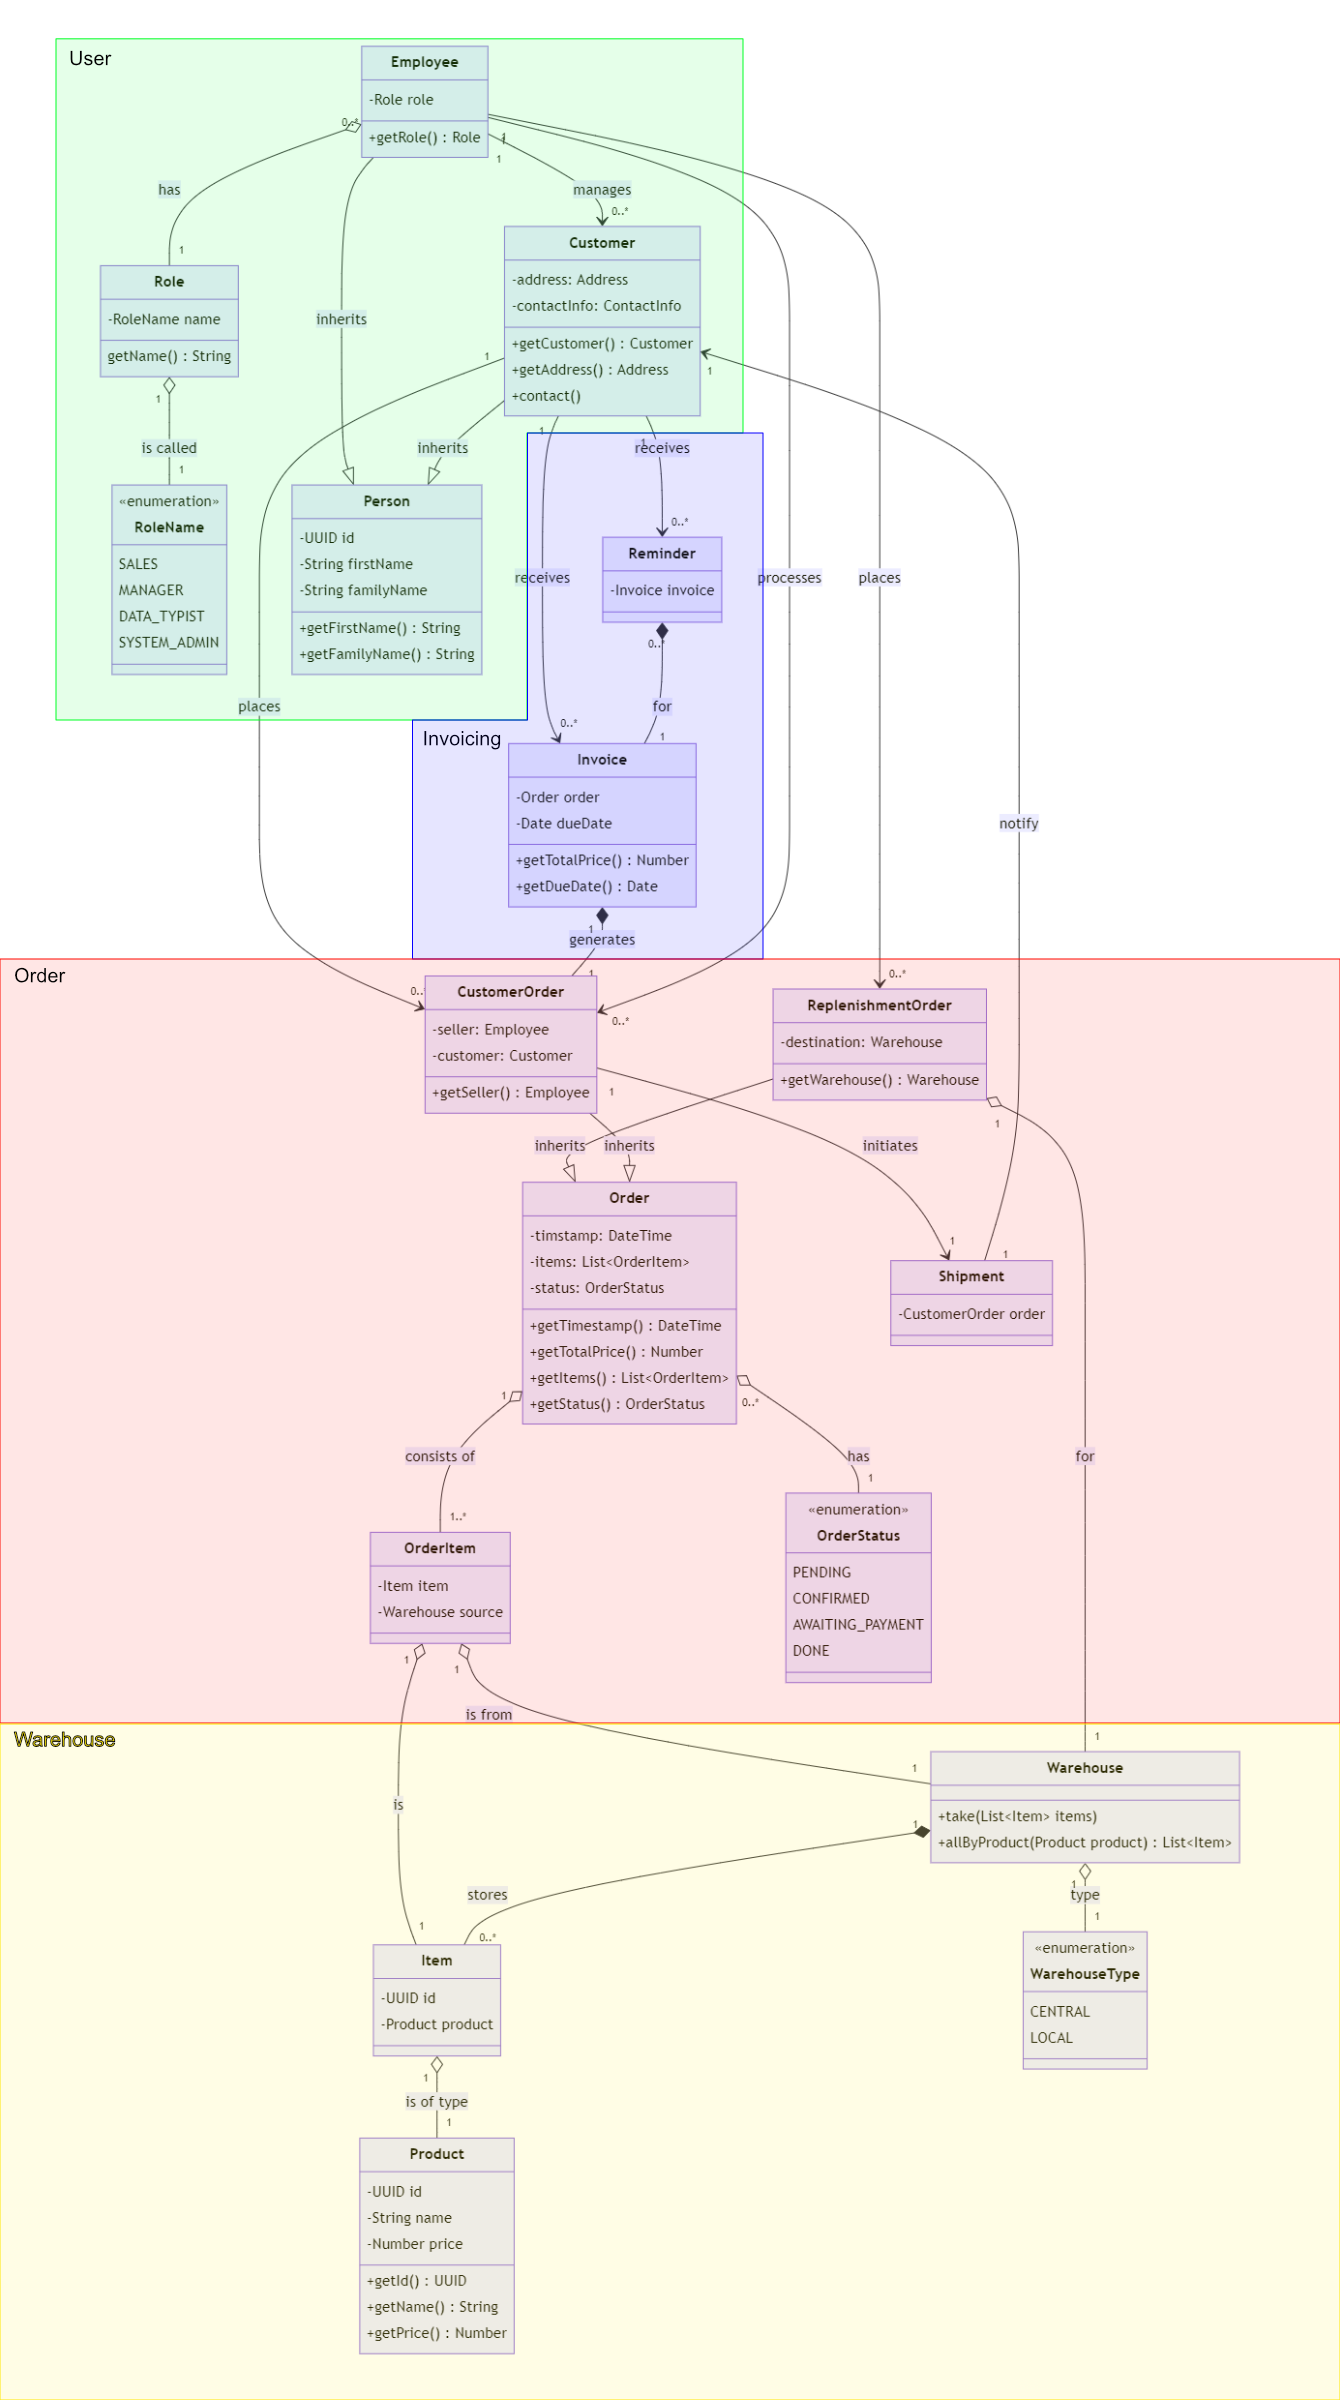 User
Employee
-Role role
+getRole() : Role
0..*
1
1
has
manages
1
0..*
Customer
-address: Address
-contactInfo: ContactInfo
+getCustomer() : Customer
+getAddress() : Address
+contact()
Role
-RoleName name
getName() : String
inherits
1
1
1
is called
1
inherits
1
1
receives
«enumeration»
RoleName
SALES
MANAGER
DATA_TYPIST
SYSTEM_ADMIN
Person
-UUID id
-String firstName
-String familyName
+getFirstName() : String
+getFamilyName() : String
0..*
Reminder
-Invoice invoice
receives
processes
places
0..*
places
for
Invoicing
0..*
1
Invoice
-Order order
-Date dueDate
+getTotalPrice() : Number
+getDueDate() : Date
notify
1
generates
Order
1
0..
0..*
0..*
CustomerOrder
-seller: Employee
-customer: Customer
+getSeller() : Employee
ReplenishmentOrder
-destination: Warehouse
+getWarehouse() : Warehouse
1
1
inherits
inherits
initiates
Order
-timstamp: DateTime
-items: List<OrderItem>
-status: OrderStatus
+getTimestamp() : DateTime
+getTotalPrice() : Number
+getItems() : List<OrderItem>
+getStatus() : OrderStatus
1
1
Shipment
-CustomerOrder order
1
0..*
consists of
has
for
1
1..*
OrderItem
-Item item
-Warehouse source
«enumeration»
OrderStatus
PENDING
CONFIRMED
AWAITING_PAYMENT
DONE
1
1
is from
Warehouse
1
1
Warehouse
+take(List<Item> items)
+allByProduct(Product product) : List<Item>
is
1
stores
1
type
1
1
0..*
Item
-UUID id
-Product product
«enumeration»
WarehouseType
CENTRAL
LOCAL
1
is of type
1
Product
-UUID id
-String name
-Number price
+getId() : UUID
+getName() : String
+getPrice() : Number